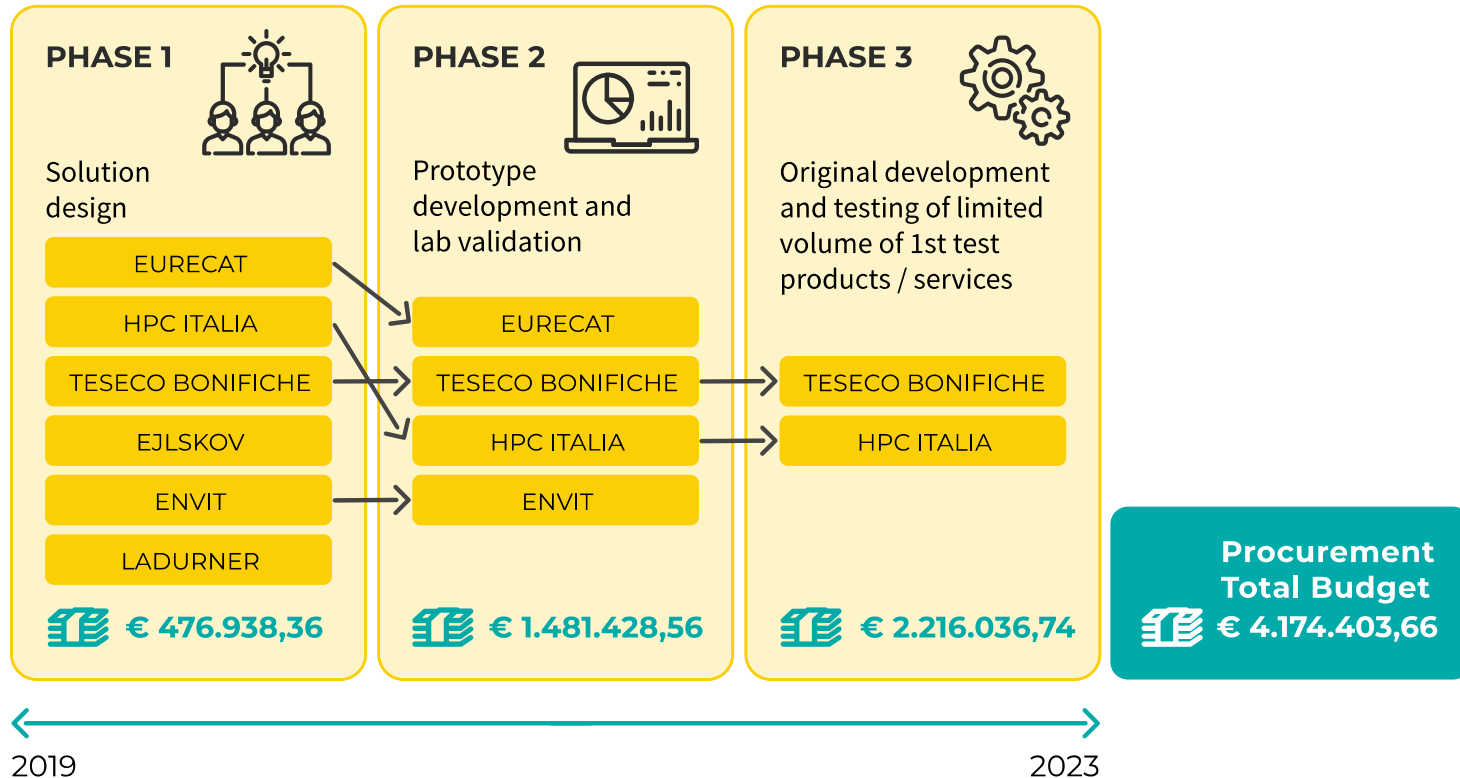 PHASE 1
Solution
design
EURECAT
HPC ITALIA
TESECO BONIFICHE
EJLSKOV
ENVIT
LADURNER
€ 476.938,36
PHASE 2
Prototype
development and
lab validation
EURECAT
TESECO BONIFICHE
HPC ITALIA
ENVIT
€ 1.481.428,56
PHASE 3
Original development
and testing of limited
volume of 1st test
products / services
TESECO BONIFICHE
HPC ITALIA
€ 2.216.036,74
Procurement
Total Budget
€ 4.174.403,66
2019
2023